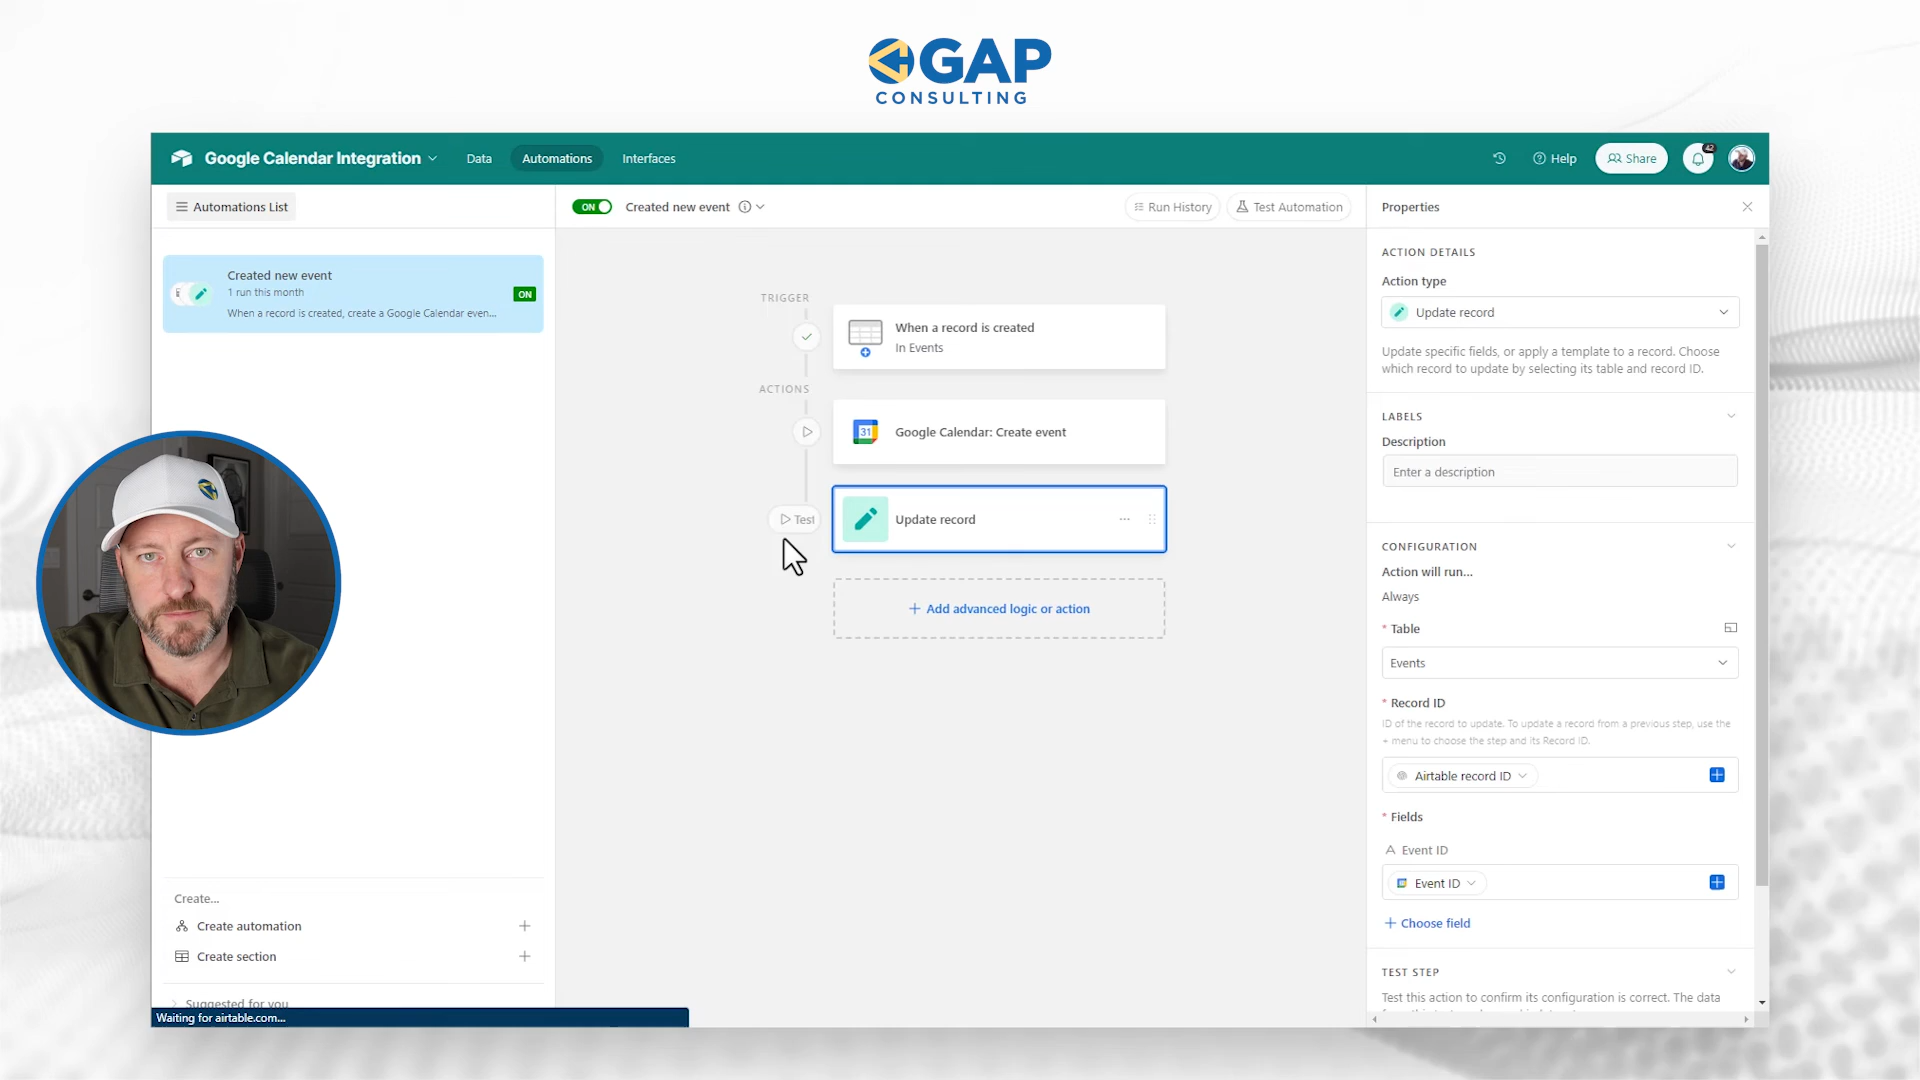 GAP
CONSULTING
Google Calendar Integration
Data
Automations
Interfaces
Help
Share
42
Automations List
ON
Created new event
Run History
Test Automation
Properties
Created new event
1 run this month
When a record is created, create a Google Calendar even...
ON
TRIGGER
When a record is created
In Events
ACTIONS
31
Google Calendar: Create event
Test
Update record
+ Add advanced logic or action
ACTION DETAILS
Action type
Update record
Update specific fields, or apply a template to a record. Choose
which record to update by selecting its table and record ID.
LABELS
Description
Enter a description
CONFIGURATION
Action will run...
Always
* Table
Events
* Record ID
ID of the record to update. To update a record from a previous step, use the
+ menu to choose the step and its Record ID.
Airtable record ID
* Fields
A Event ID
Event ID
+ Choose field
TEST STEP
Test this action to confirm its configuration is correct. The data
Create...
Create automation
Create section
Suggested for you
Waiting for airtable.com...